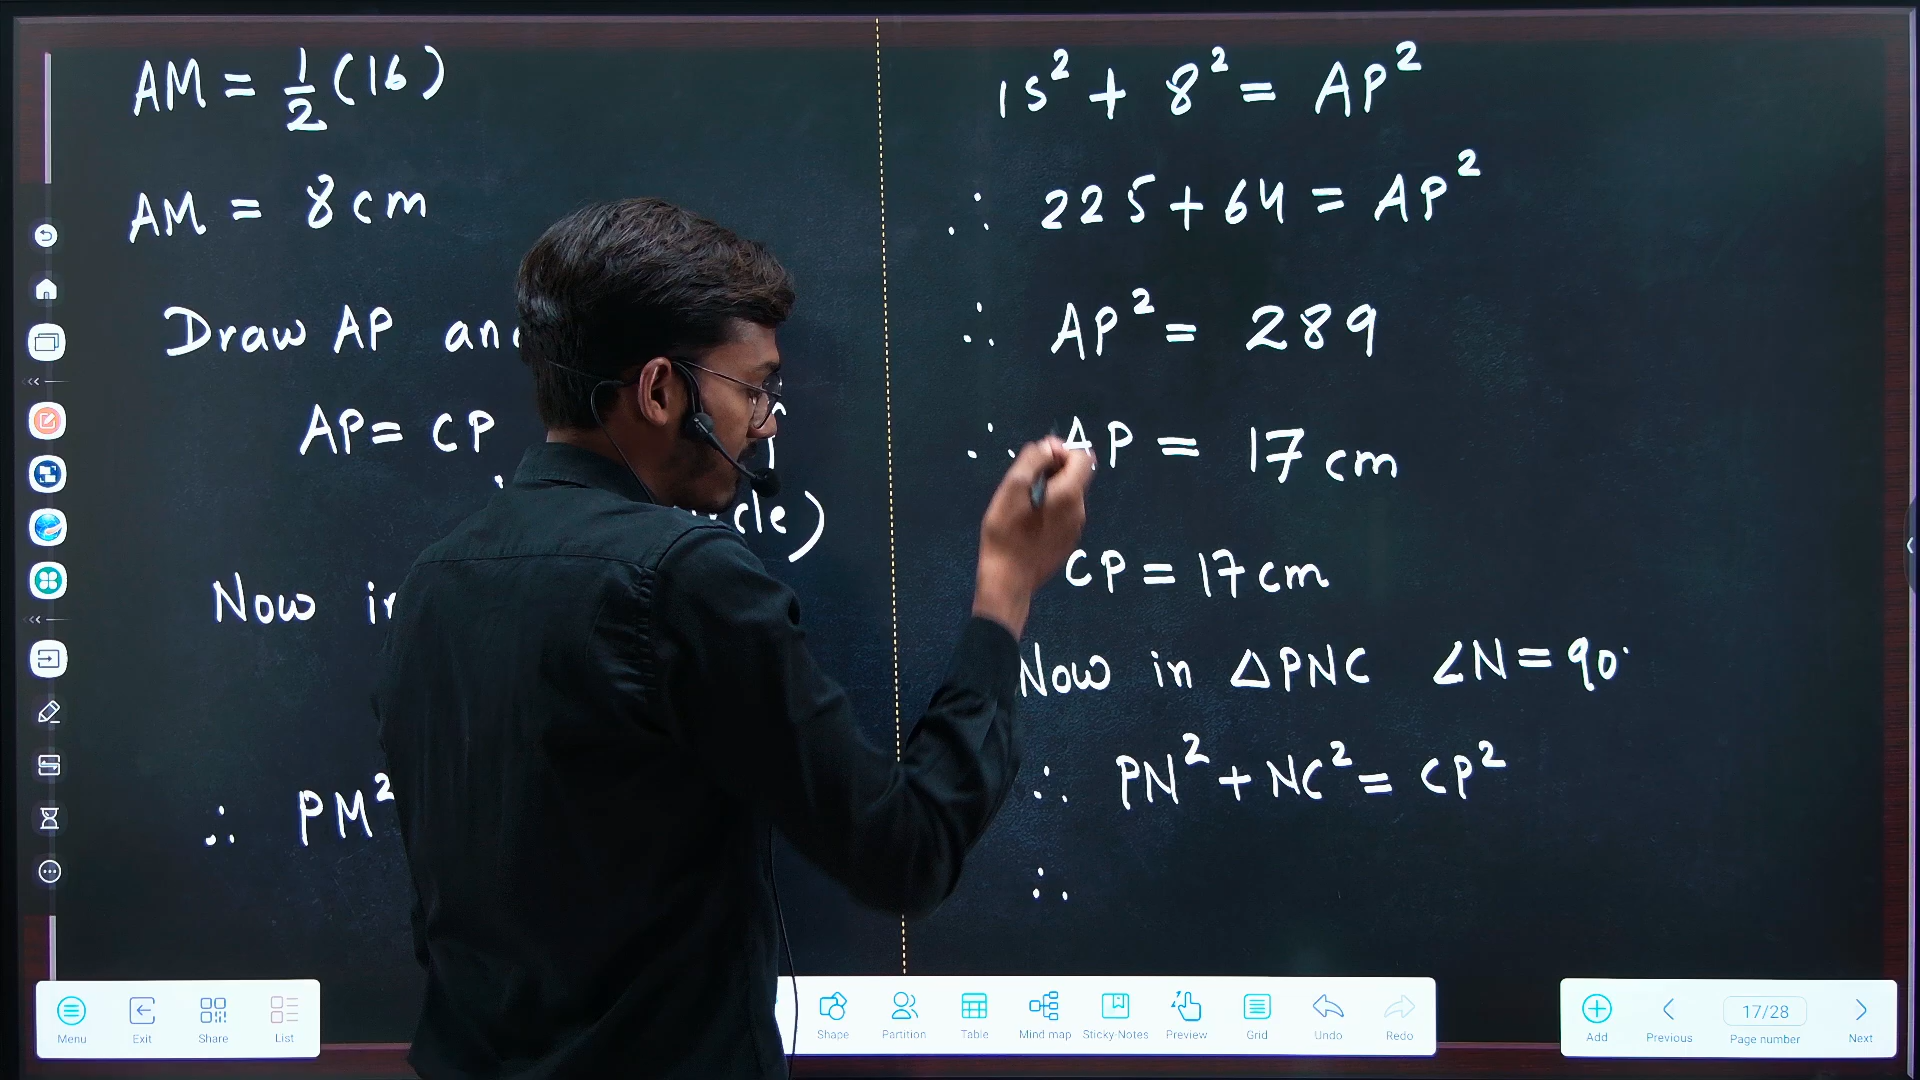 AM = 1/2 (16)
AM = 8 cm
Draw AP
AP = CP
cle)
Now
∴ PM²
15² + 8² = AP²
∴ 225 + 64 = AP²
∴ AP² = 289
∴ AP = 17 cm
CP = 17 cm
Now in △PNC ∠N = 90°
∴ PN² + NC² = CP²
∴
Menu Exit Share List
Shape Partition Table Mind map Sticky-Notes Preview Grid Undo Redo
Add Previous 17/28 Page number Next